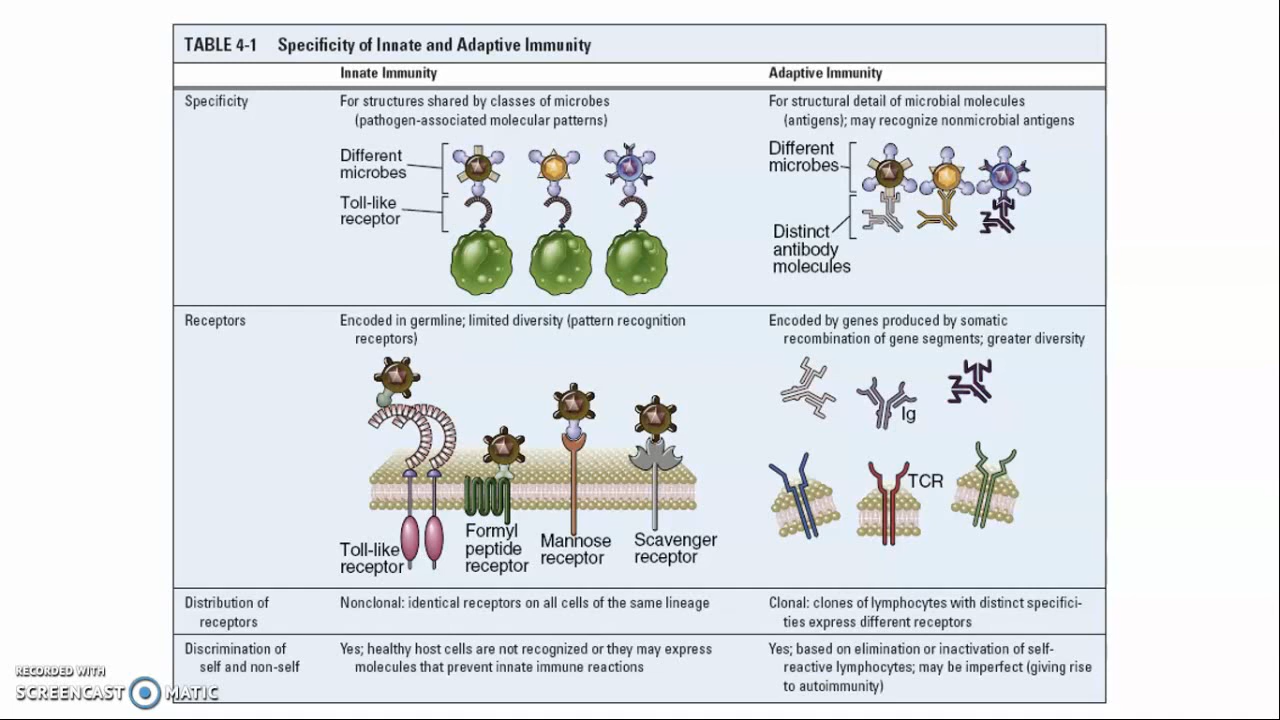 TABLE 4-1 Specificity of Innate and Adaptive Immunity
Innate Immunity
Adaptive Immunity
Specificity
For structures shared by classes of microbes
(pathogen-associated molecular patterns)
For structural detail of microbial molecules
(antigens); may recognize nonmicrobial antigens
Different
microbes
Toll-like
receptor
Different
microbes
Distinct
antibody
molecules
Receptors
Encoded in germline; limited diversity (pattern recognition
receptors)
Encoded by genes produced by somatic
recombination of gene segments; greater diversity
Toll-like
receptor
Formyl
peptide
receptor
Mannose
receptor
Scavenger
receptor
Ig
TCR
Distribution of
receptors
Nonclonal: identical receptors on all cells of the same lineage
Clonal: clones of lymphocytes with distinct specifici-
ties express different receptors
Discrimination of
self and non-self
Yes; healthy host cells are not recognized or they may express
molecules that prevent innate immune reactions
Yes; based on elimination or inactivation of self-
reactive lymphocytes; may be imperfect (giving rise
to autoimmunity)
RECORDED WITH
SCREENCAST MATIC